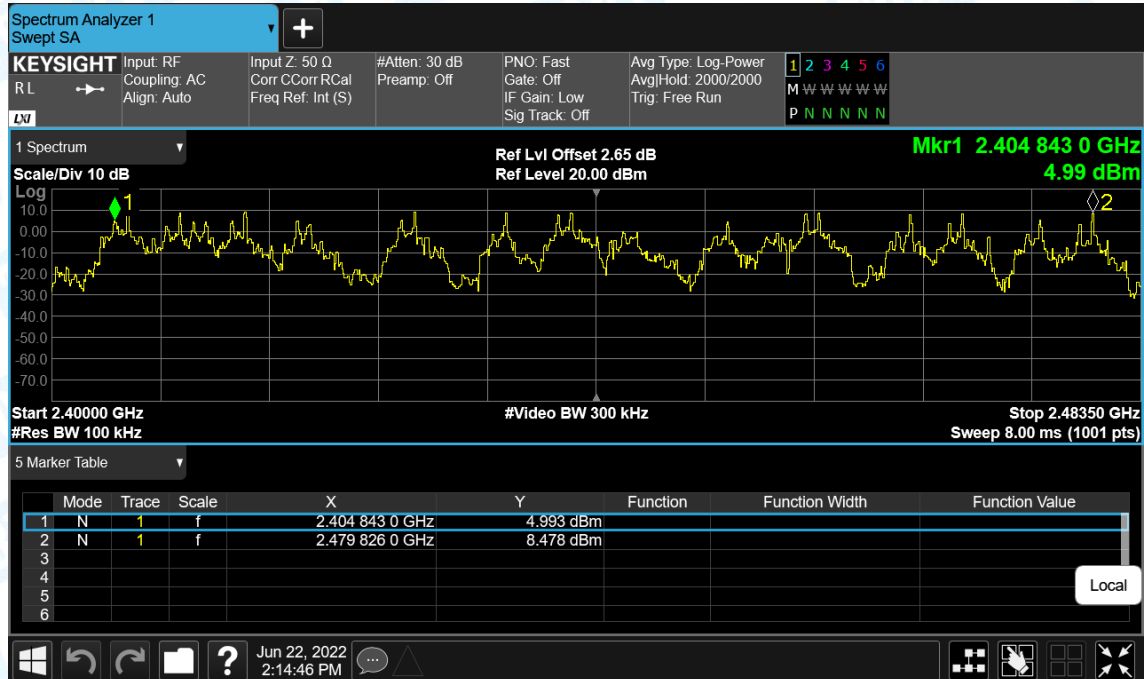 Spectrum Analyzer 1
Swept SA
+
KEYSIGHT
R L
LXI
Input: RF
Coupling: AC
Align: Auto
Input Z: 50 Ω
Corr CCorr RCal
Freq Ref: Int (S)
#Atten: 30 dB
Preamp: Off
PNO: Fast
Gate: Off
IF Gain: Low
Sig Track: Off
Avg Type: Log-Power
Avg|Hold: 2000/2000
Trig: Free Run
1 2 3 4 5 6
M W W W W W
P N N N N N
1 Spectrum
Scale/Div 10 dB
Ref Lvl Offset 2.65 dB
Ref Level 20.00 dBm
Mkr1 2.404 843 0 GHz
4.99 dBm
Log
10.0
0.00
-10.0
-20.0
-30.0
-40.0
-50.0
-60.0
-70.0
1
2
Start 2.40000 GHz
#Res BW 100 kHz
#Video BW 300 kHz
Stop 2.48350 GHz
Sweep 8.00 ms (1001 pts)
5 Marker Table
Mode Trace Scale X Y Function Function Width Function Value
1 N 1 f 2.404 843 0 GHz 4.993 dBm
2 N 1 f 2.479 826 0 GHz 8.478 dBm
3
4
5
6
Local
?
Jun 22, 2022
2:14:46 PM